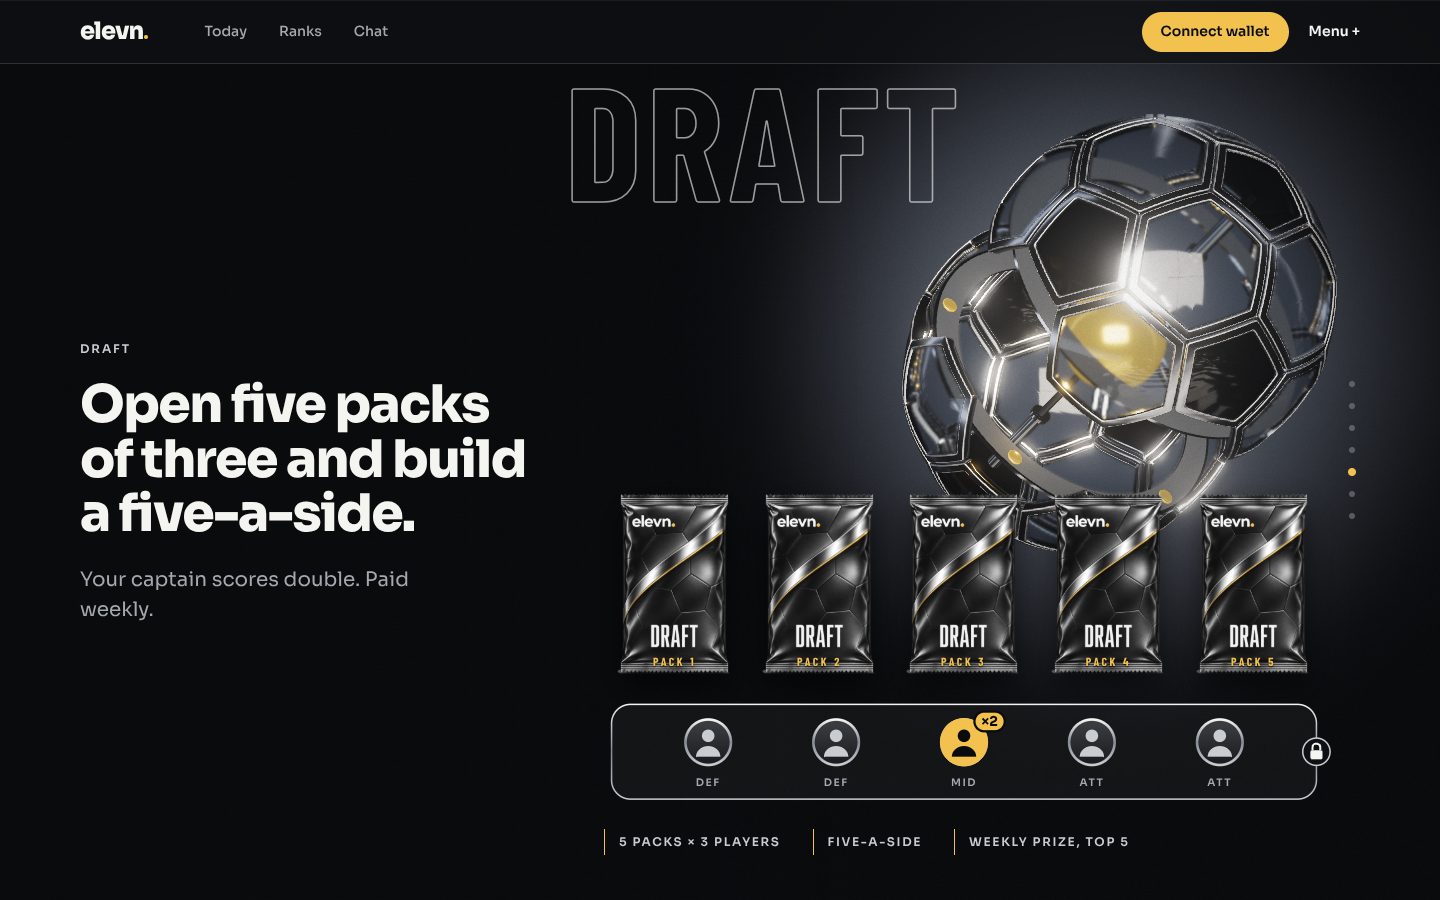 elevn.
Today
Ranks
Chat
Connect wallet
Menu +
DRAFT
DRAFT
Open five packs
of three and build
a five-a-side.
Your captain scores double. Paid
weekly.
elevn.
DRAFT
PACK 1
elevn.
DRAFT
PACK 2
elevn.
DRAFT
PACK 3
elevn.
DRAFT
PACK 4
elevn.
DRAFT
PACK 5
×2
DEF
DEF
MID
ATT
ATT
5 PACKS × 3 PLAYERS
FIVE-A-SIDE
WEEKLY PRIZE, TOP 5